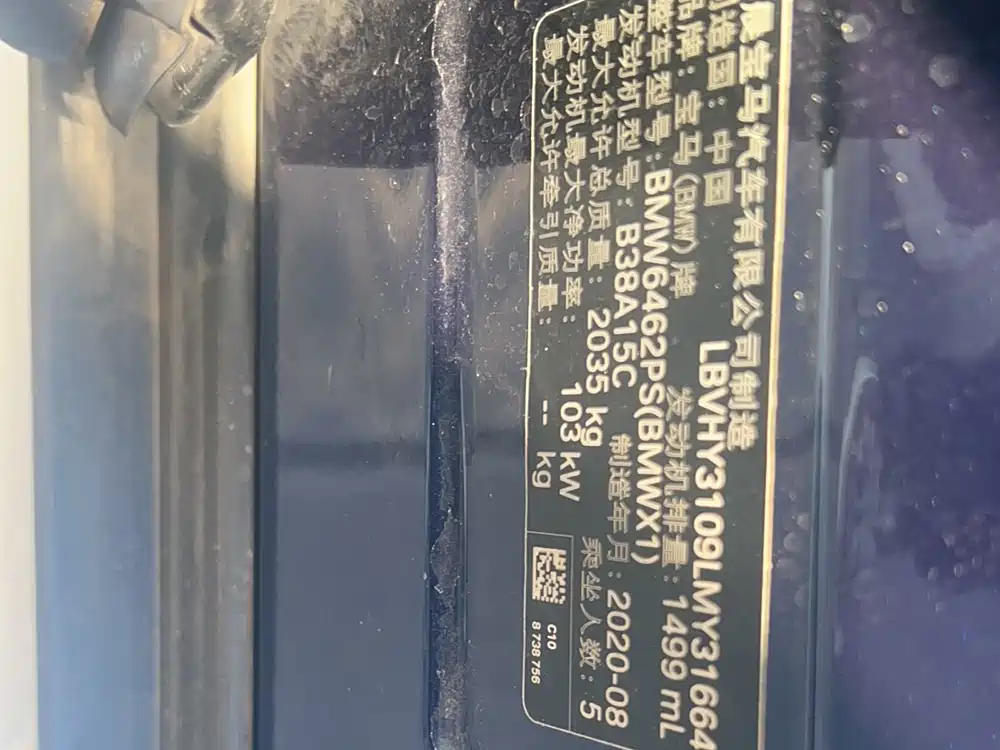 晨宝马汽车有限公司制造
制造国：中国 LBVHY3109LMY31664
品牌：宝马(BMW)牌 发动机排量：1499 mL
整车型号：BMW6462PS(BMWX1)
发动机型号：B38A15C 制造年月：2020-08
最大允许总质量：2035 kg 乘坐人数：5
发动机最大净功率：103 kW
最大允许牵引质量：-- kg
C10
8 738 756